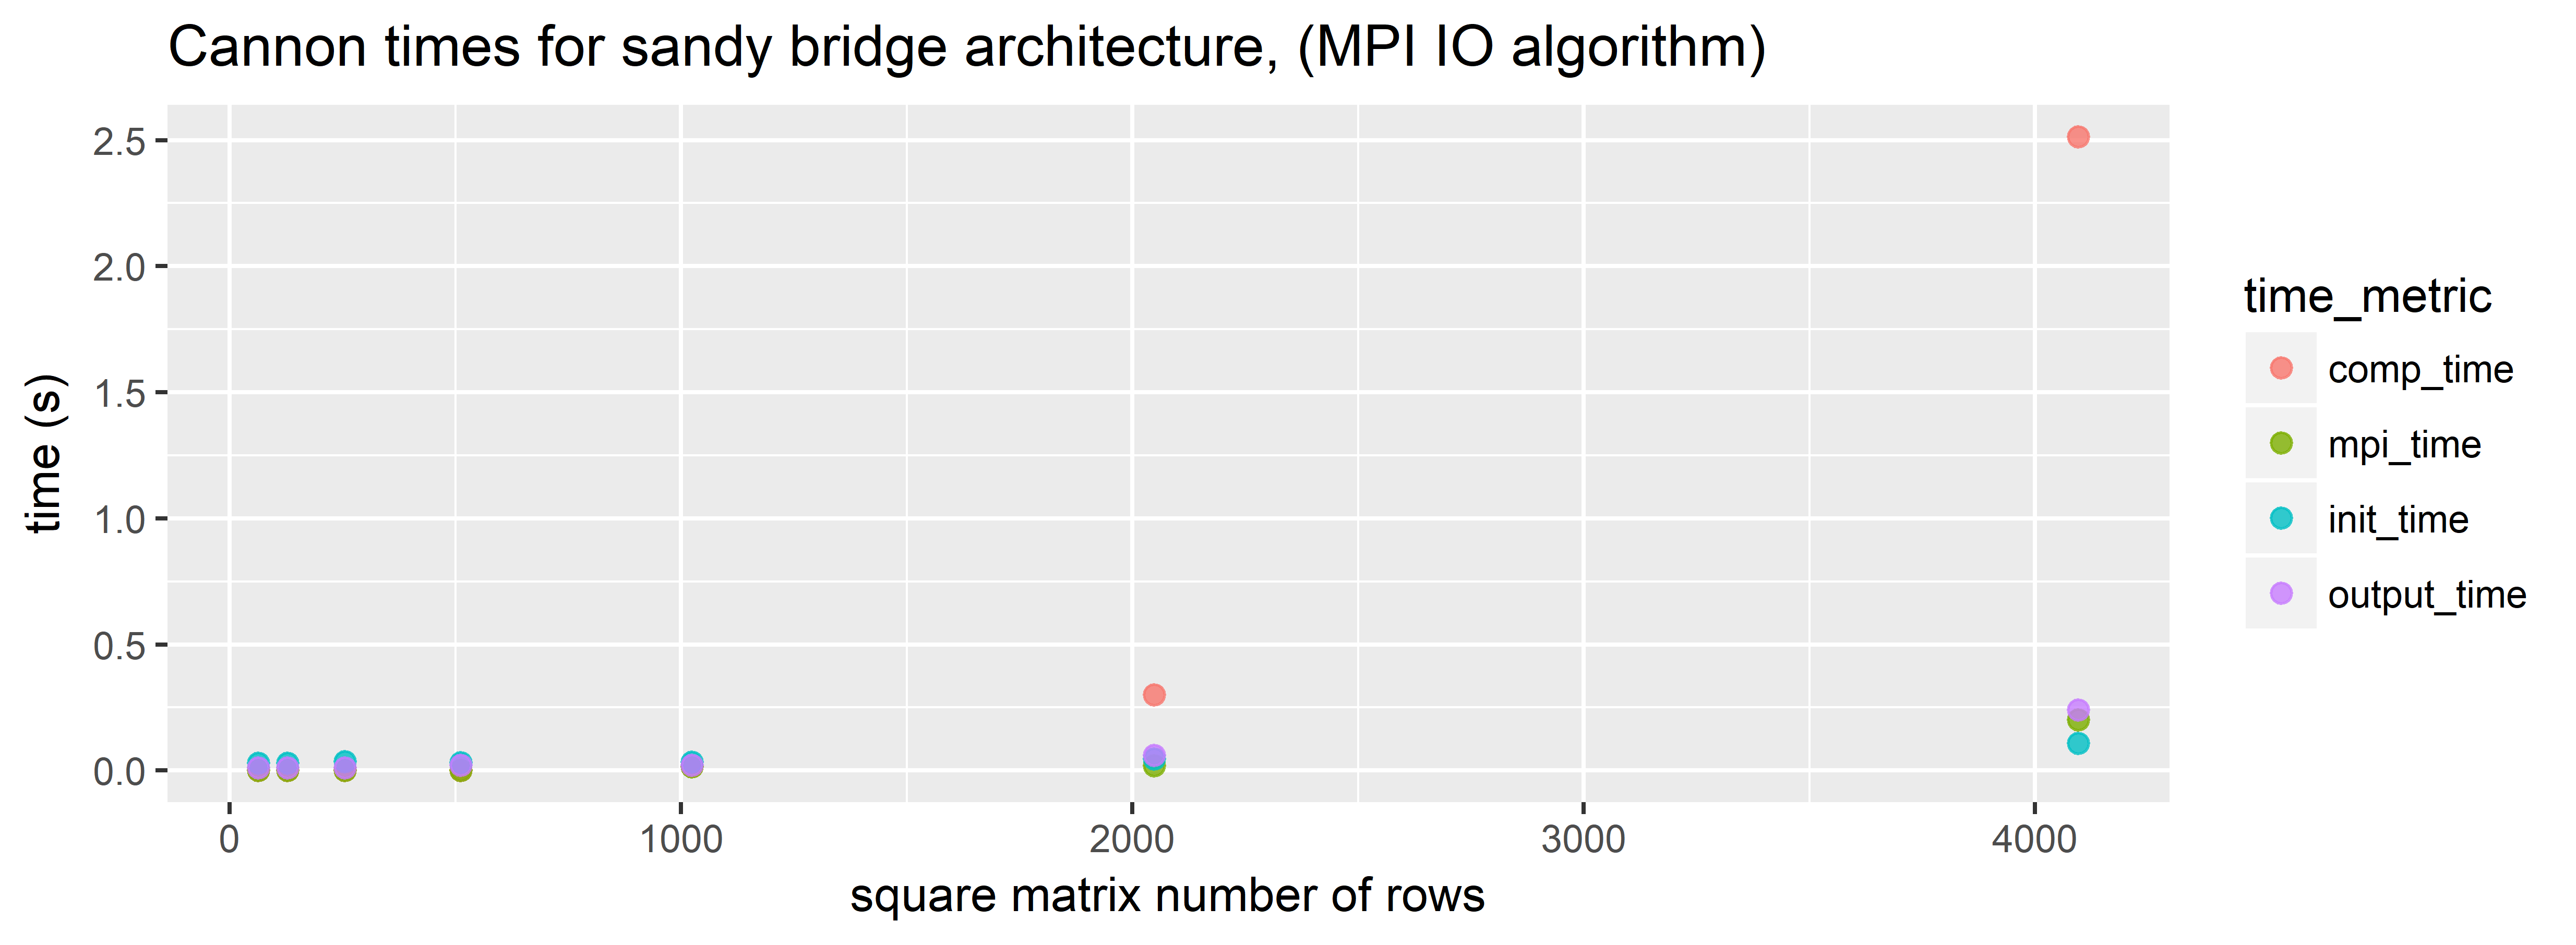 Cannon times for sandy bridge architecture, (MPI IO algorithm)
2.5
2.0
1.5
1.0
0.5
0.0
time (s)
0 1000 2000 3000 4000
square matrix number of rows
time_metric
comp_time
mpi_time
init_time
output_time